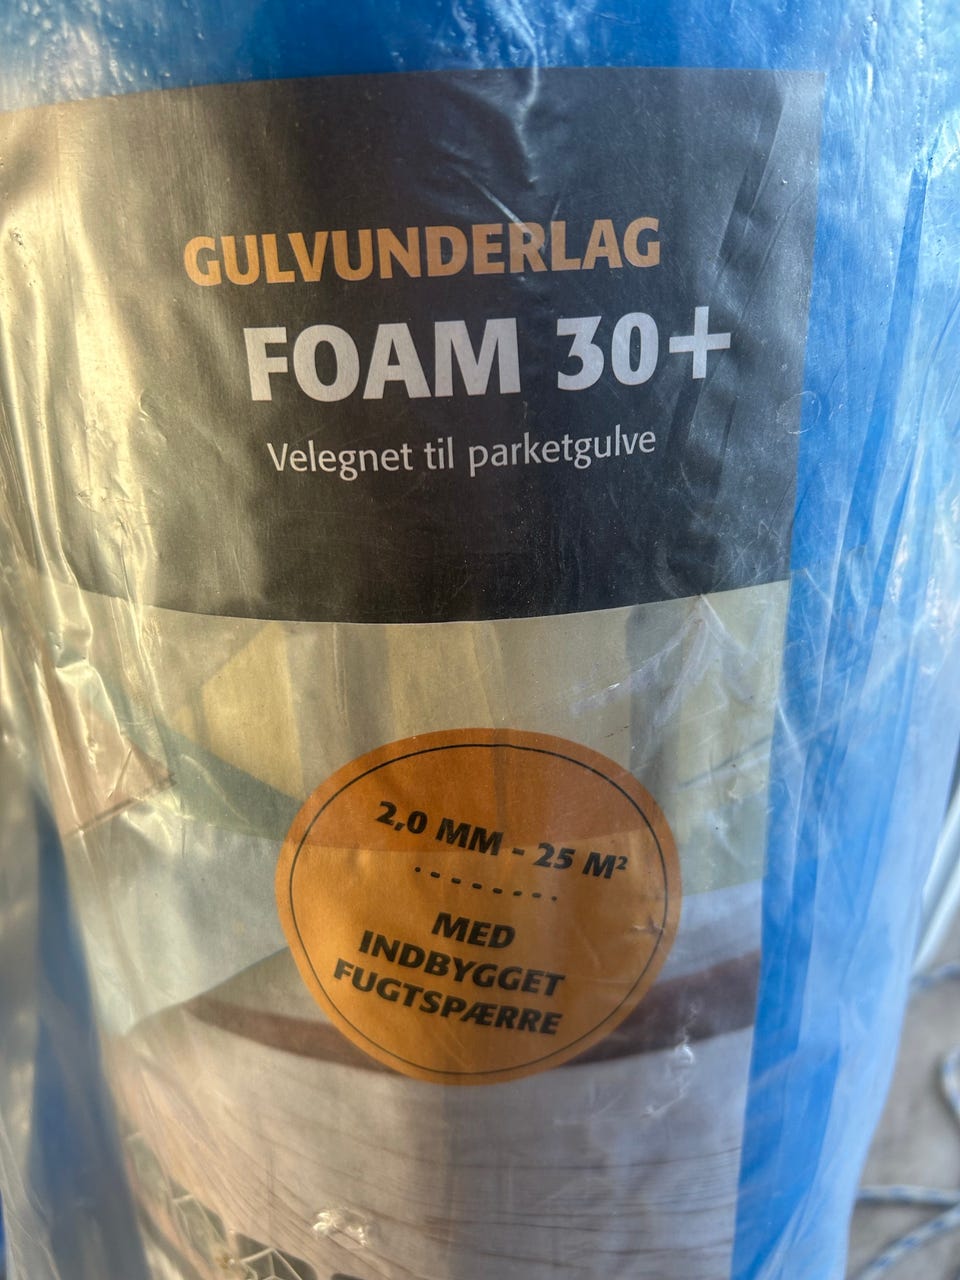 GULVUNDERLAG
FOAM 30+
Velegnet til parketgulve
2,0 MM - 25 M²
MED
INDBYGGET
FUGTSPÆRRE